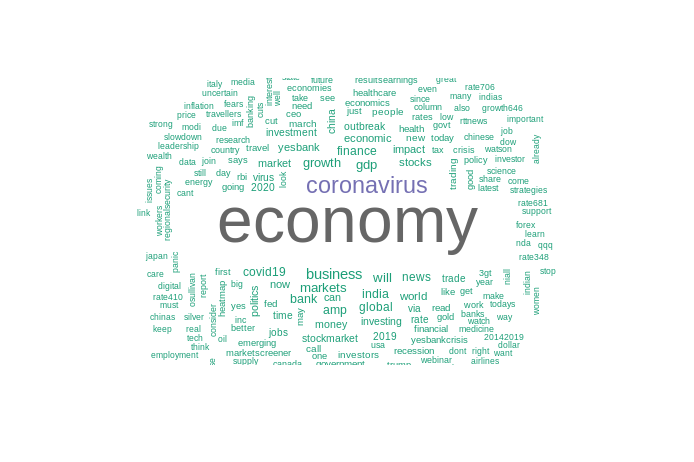 italy media interest well future resultsearnings great
uncertain economies healthcare even rate706
inflation fears banking cuts take see since many indias
price travellers ceo need china economics column also growth646
strong modi due imf cut march just people rates low rttnews important
slowdown research investment outbreak health govt chinese job
leadership country travel yesbank economic new today dow already
wealth data join says market growth finance impact tax crisis watson
issues coming still day rbi virus look gdp stocks trading good policy investor science
energy going 2020 coronavirus share come
cant latest strategies
link workers regionalsecurity economy rate681
support
forex
learn
nda qqq
japan panic rate348
care first covid19 business will news trade 3gt niall indian stop
digital osullivan report heatmap big now markets india year women
rate410 politics fed bank can world like get make
must yes may amp global via read work todays
chinas silver consider inc time rate gold banks way
keep real better money investing financial watch medicine
tech oil jobs stockmarket 2019 yesbankcrisis 20142019
think emerging call usa dollar
employment marketscreener one investors recession dont right want
supply canada government trump webinar airlines